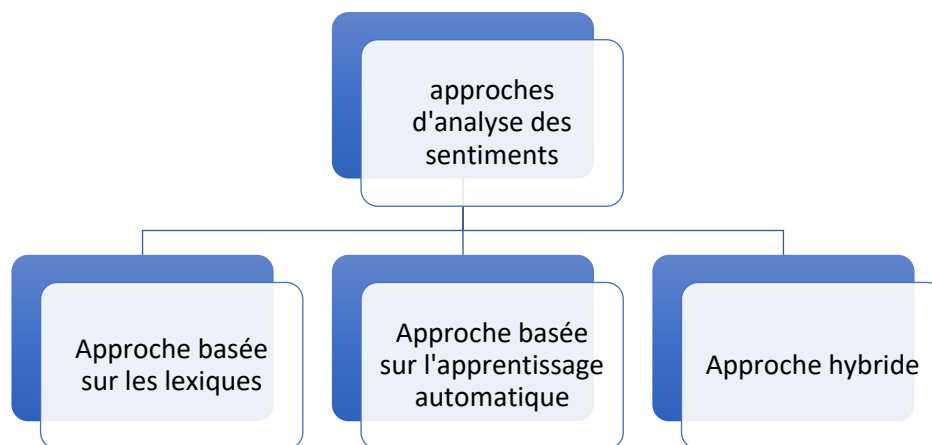 approches
d'analyse des
sentiments
Approche basée
sur les lexiques
Approche basée
sur l'apprentissage
automatique
Approche hybride